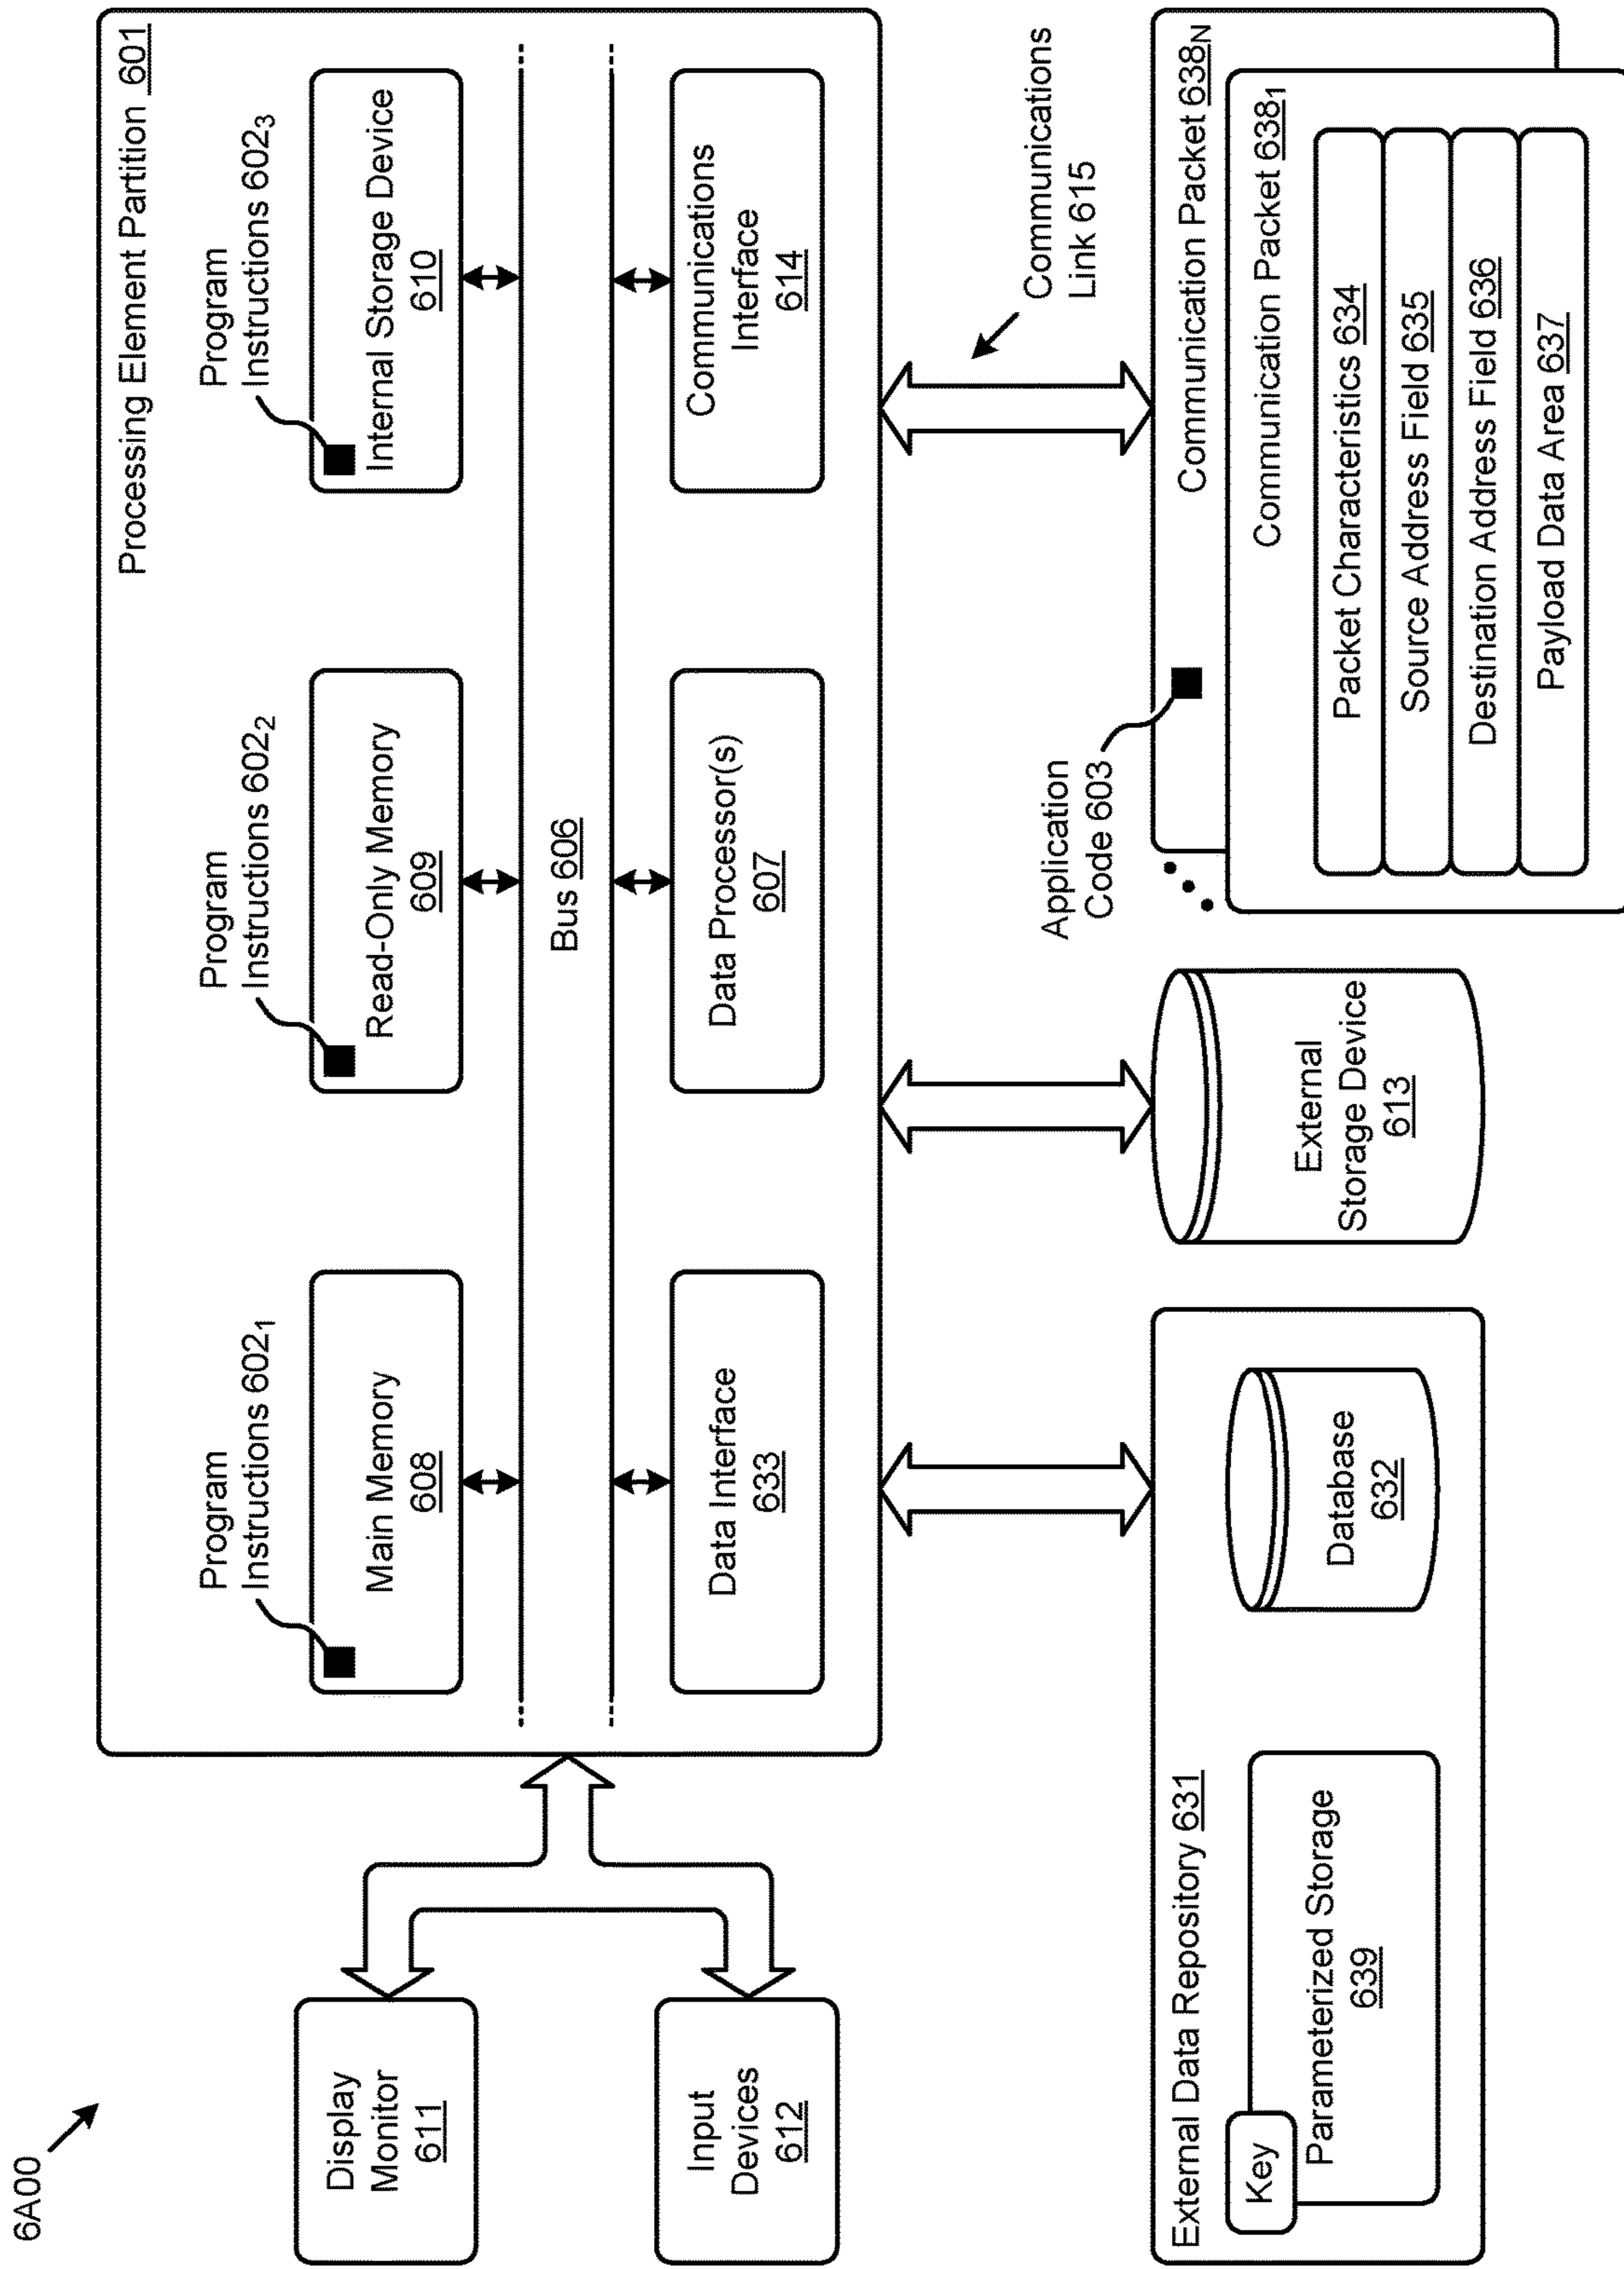 6A00
Processing Element Partition 601
Program
Instructions 602₁
Program
Instructions 602₂
Program
Instructions 602₃
Main Memory
608
Read-Only Memory
609
Internal Storage Device
610
Display
Monitor
611
Bus 606
Input
Devices
612
Data Interface
633
Data Processor(s)
607
Communications
Interface
614
Communications
Link 615
External Data Repository 631
Key
Parameterized Storage
639
Database
632
External
Storage Device
613
Application
Code 603
Communication Packet 638N
Communication Packet 638₁
Packet Characteristics 634
Source Address Field 635
Destination Address Field 636
Payload Data Area 637